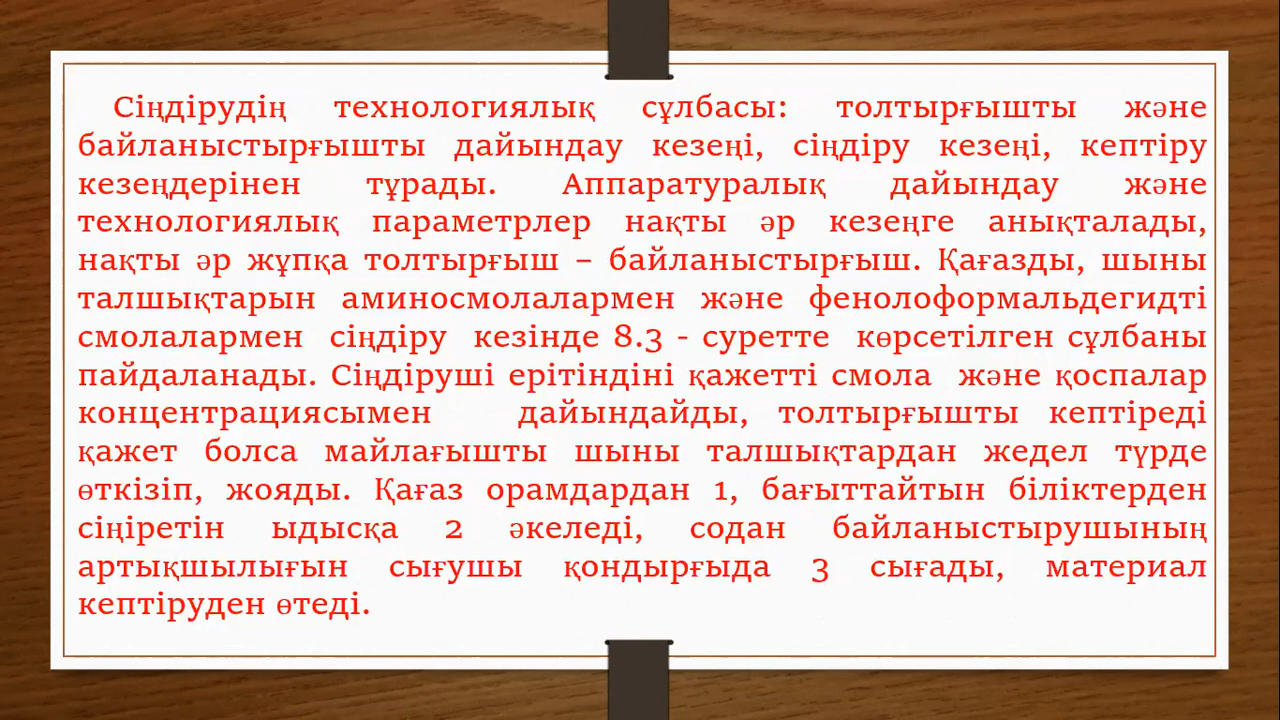 Сіңдірудің технологиялық сұлбасы: толтырғышты және
байланыстырғышты дайындау кезеңі, сіңдіру кезеңі, кептіру
кезеңдерінен тұрады. Аппаратуралық дайындау және
технологиялық параметрлер нақты әр кезеңге анықталады,
нақты әр жұпқа толтырғыш – байланыстырғыш. Қағазды, шыны
талшықтарын аминосмолалармен және фенолоформальдегидті
смолалармен сіңдіру кезінде 8.3 - суретте көрсетілген сұлбаны
пайдаланады. Сіңдіруші ерітіндіні қажетті смола және қоспалар
концентрациясымен дайындайды, толтырғышты кептіреді
қажет болса майлағышты шыны талшықтардан жедел түрде
өткізіп, жояды. Қағаз орамдардан 1, бағыттайтын біліктерден
сіңіретін ыдысқа 2 әкеледі, содан байланыстырушының
артықшылығын сығушы қондырғыда 3 сығады, материал
кептіруден өтеді.